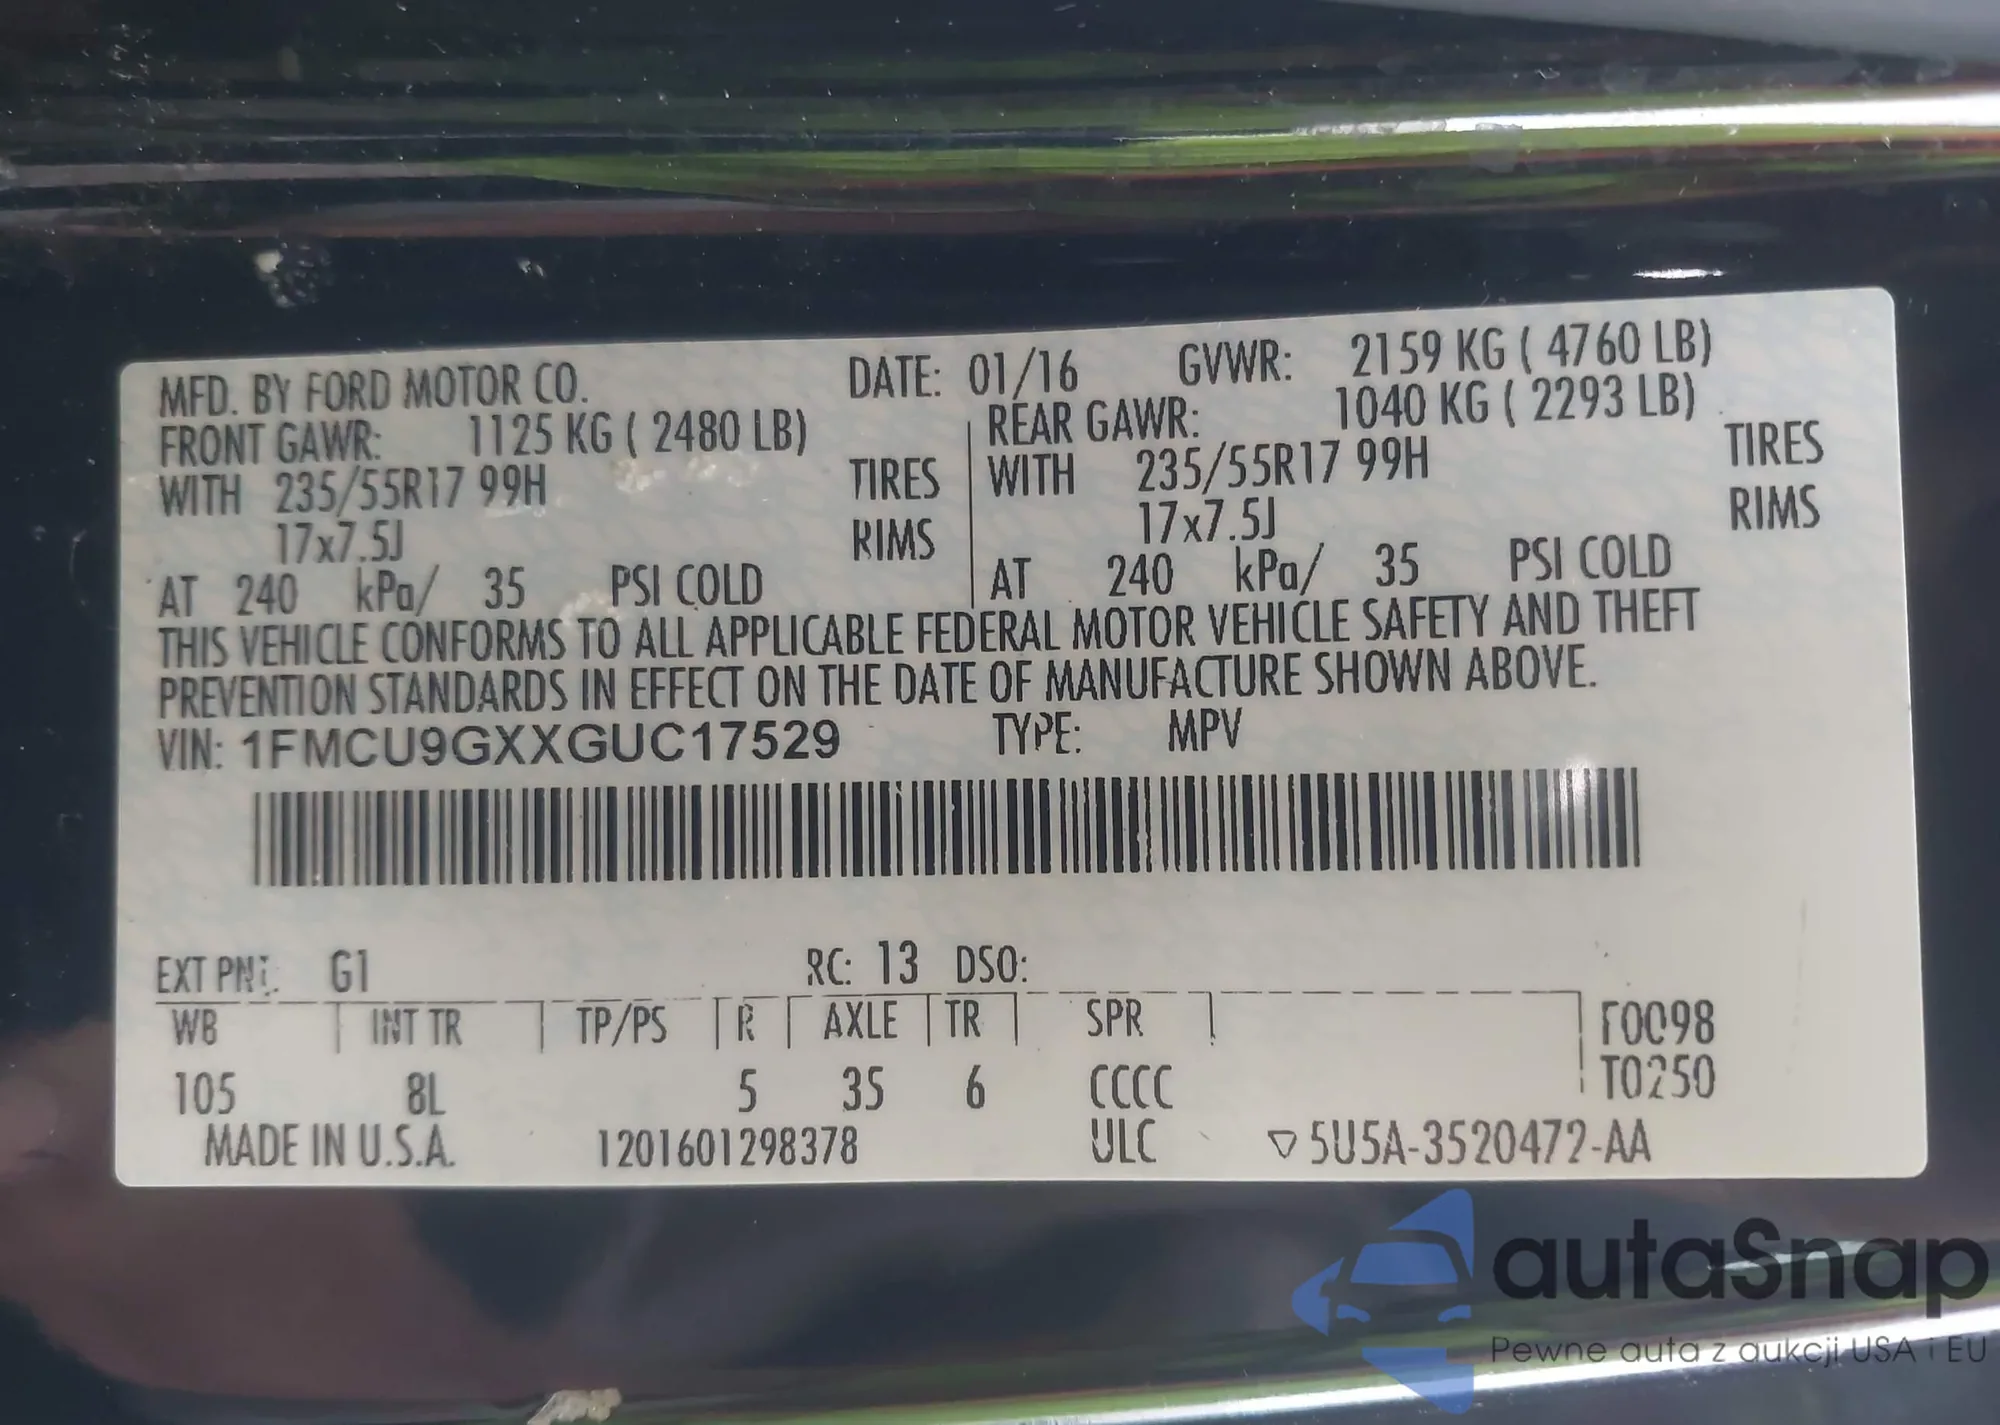 MFD. BY FORD MOTOR CO. DATE: 01/16 GVWR: 2159 KG ( 4760 LB)
FRONT GAWR: 1125 KG ( 2480 LB) REAR GAWR: 1040 KG ( 2293 LB)
WITH 235/55R17 99H TIRES WITH 235/55R17 99H TIRES
17x7.5J RIMS 17x7.5J RIMS
AT 240 kPa/ 35 PSI COLD AT 240 kPa/ 35 PSI COLD
THIS VEHICLE CONFORMS TO ALL APPLICABLE FEDERAL MOTOR VEHICLE SAFETY AND THEFT
PREVENTION STANDARDS IN EFFECT ON THE DATE OF MANUFACTURE SHOWN ABOVE.
VIN: 1FMCU9GXXGUC17529 TYPE: MPV
EXT PNT: G1 RC: 13 DSO:
WB INT TR TP/PS R AXLE TR SPR F0098
105 8L 5 35 6 CCCC T0250
MADE IN U.S.A. 1201601298378 ULC ▽5U5A-3520472-AA
autaSnap
Pewne auta z aukcji USA i EU